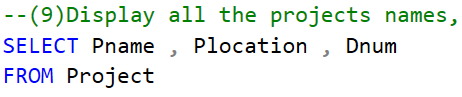 --(9)Display all the projects names,
SELECT Pname , Plocation , Dnum
FROM Project